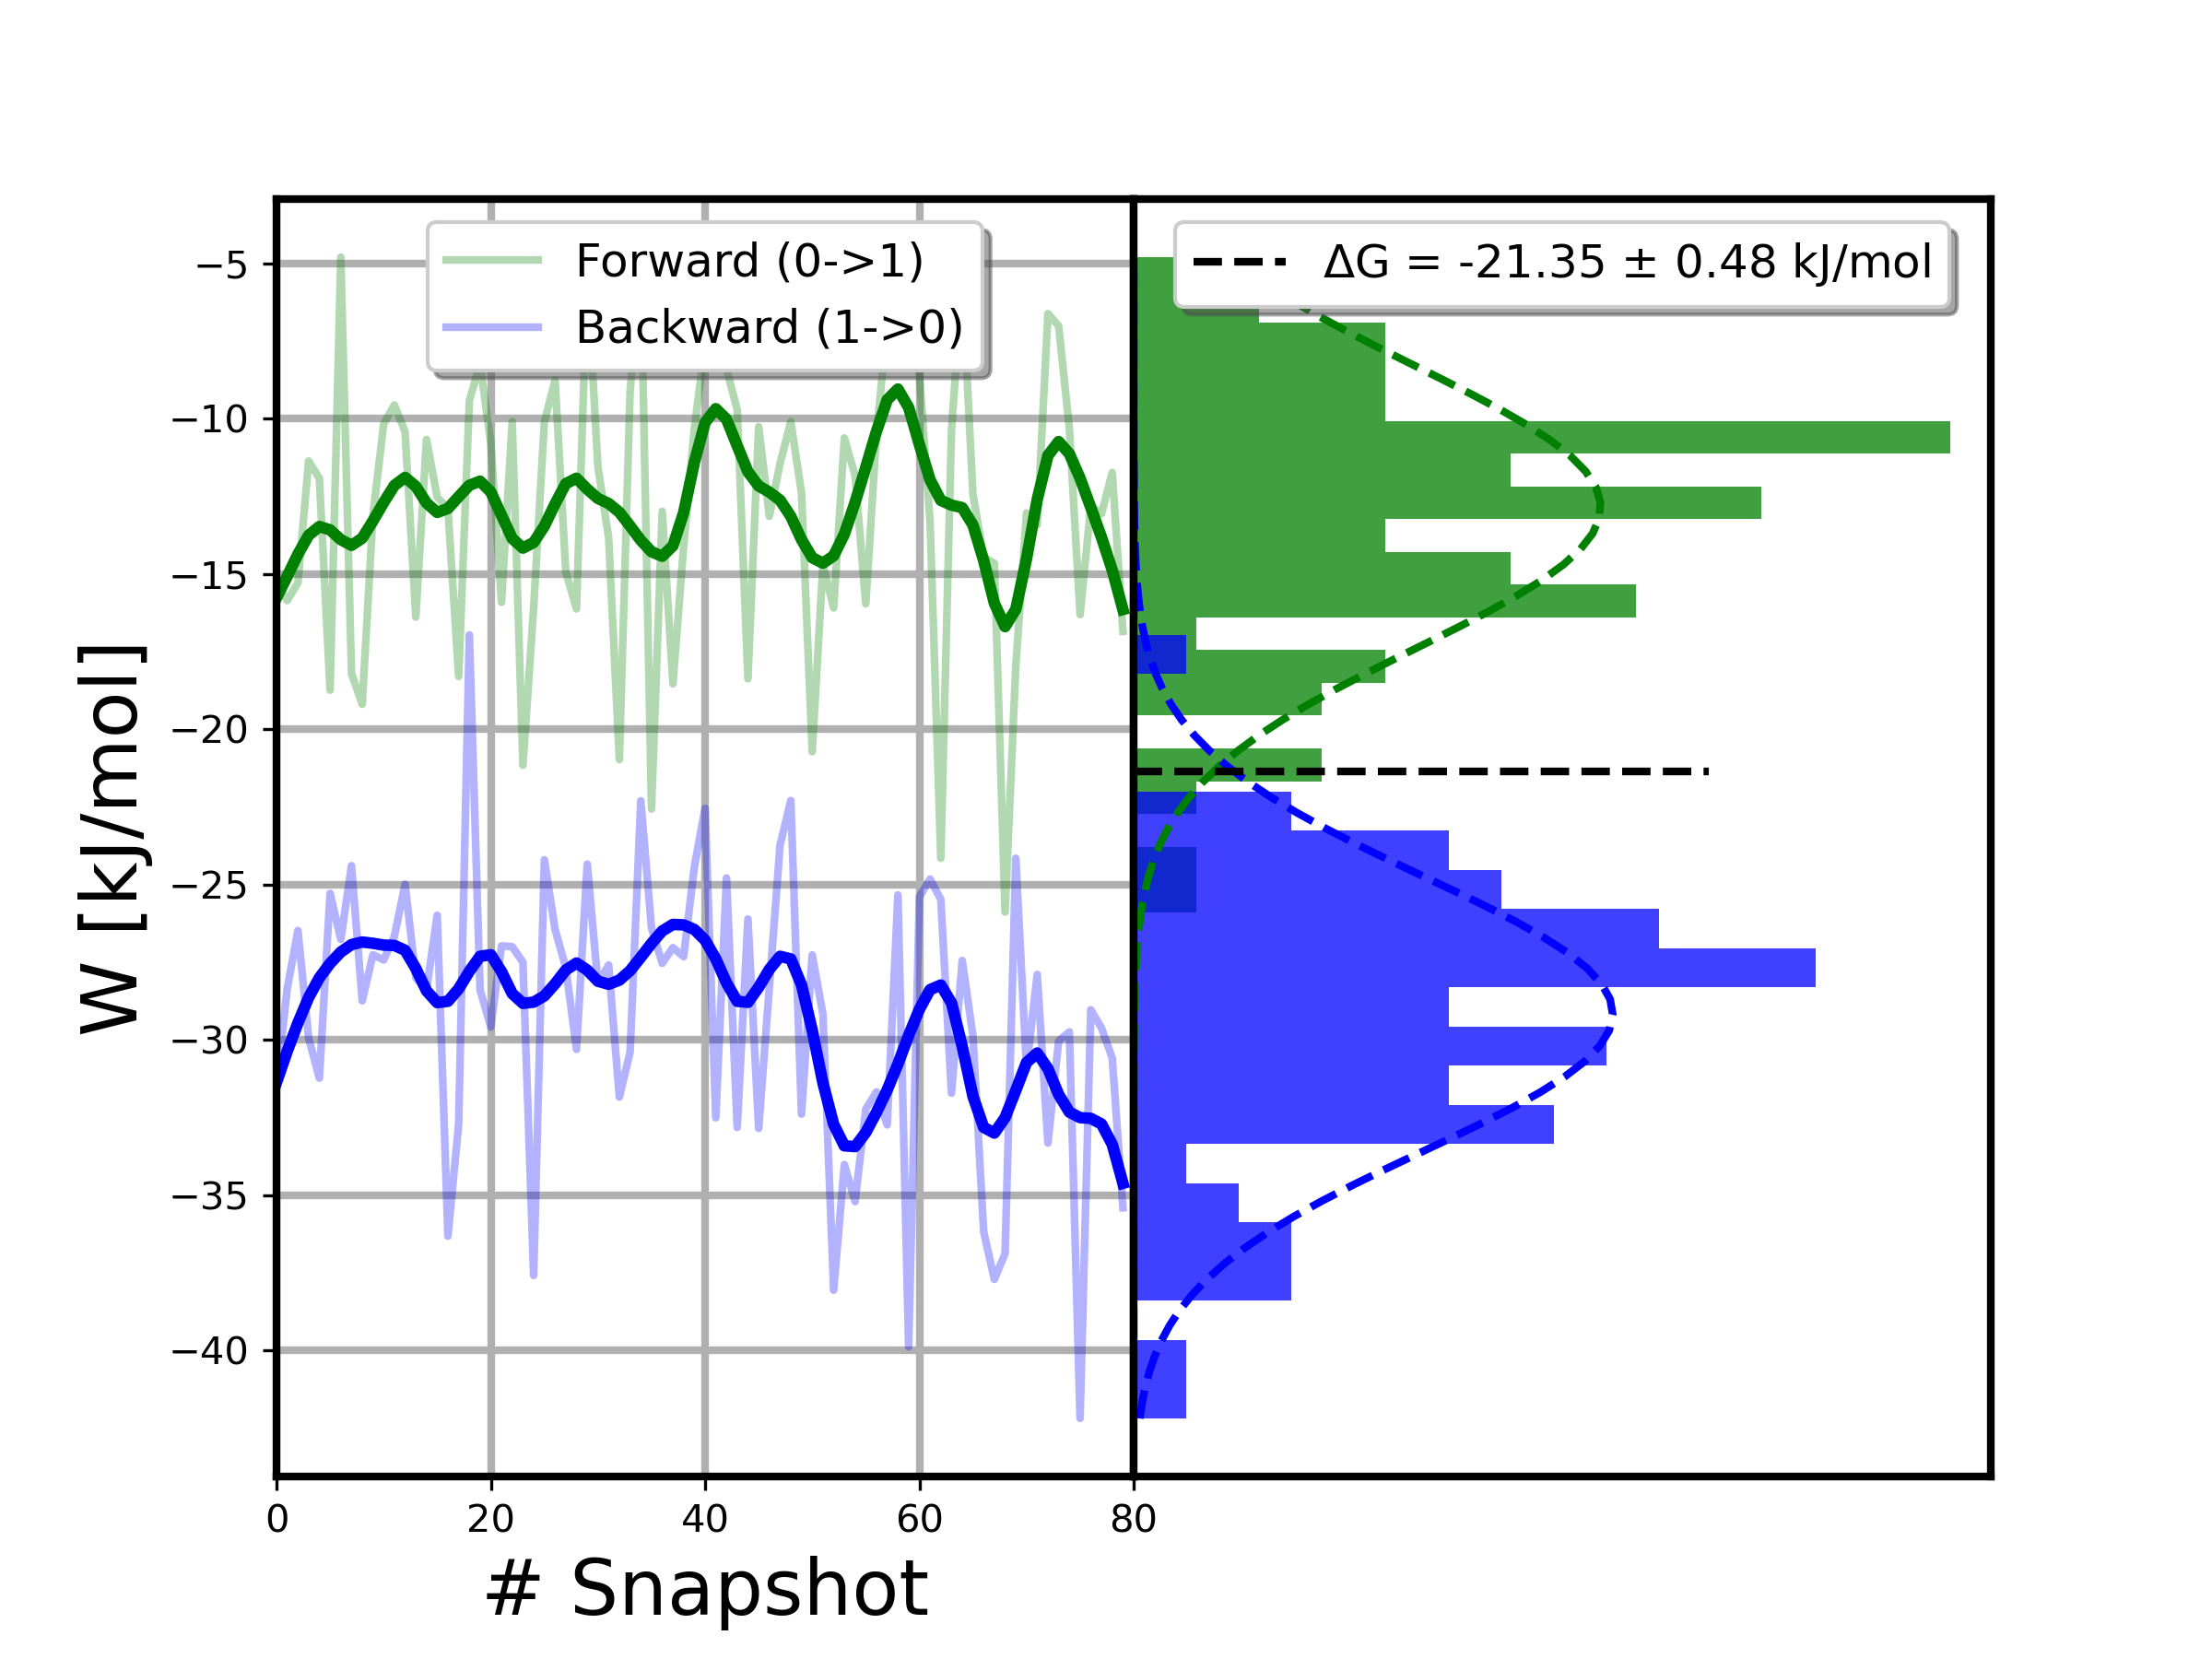 Forward (0->1)
Backward (1->0)
ΔG = -21.35 ± 0.48 kJ/mol
W [kJ/mol]
−5
−10
−15
−20
−25
−30
−35
−40
0 20 40 60 80
# Snapshot